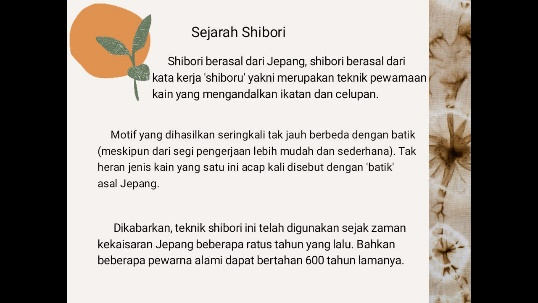 Sejarah Shibori
Shibori berasal dari Jepang, shibori berasal dari
kata kerja 'shiboru' yakni merupakan teknik pewarnaan
kain yang mengandalkan ikatan dan celupan.
Motif yang dihasilkan seringkali tak jauh berbeda dengan batik
(meskipun dari segi pengerjaan lebih mudah dan sederhana). Tak
heran jenis kain yang satu ini acap kali disebut dengan 'batik'
asal Jepang.
Dikabarkan, teknik shibori ini telah digunakan sejak zaman
kekaisaran Jepang beberapa ratus tahun yang lalu. Bahkan
beberapa pewarna alami dapat bertahan 600 tahun lamanya.